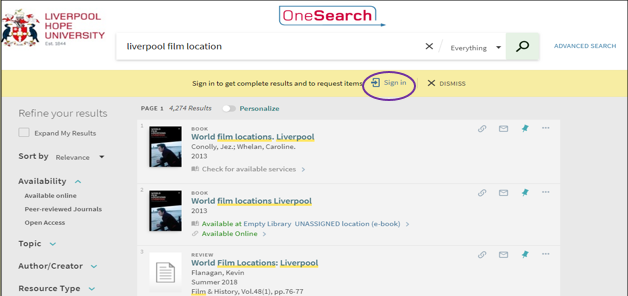 LIVERPOOL
HOPE
UNIVERSITY
Est. 1844
OneSearch
liverpool film location
Everything
ADVANCED SEARCH
Sign in to get complete results and to request items
Sign in
DISMISS
Refine your results
Expand My Results
Sort by Relevance
Availability
Available online
Peer-reviewed Journals
Open Access
Topic
Author/Creator
Resource Type
PAGE 1 4,274 Results Personalize
1
BOOK
World film locations. Liverpool
Conolly, Jez.; Whelan, Caroline.
2013
Check for available services
2
BOOK
World film locations Liverpool
2013
Available at Empty Library UNASSIGNED location (e-book)
Available Online
3
REVIEW
World Film Locations: Liverpool
Flanagan, Kevin
Summer 2018
Film & History, Vol.48(1), pp.76-77